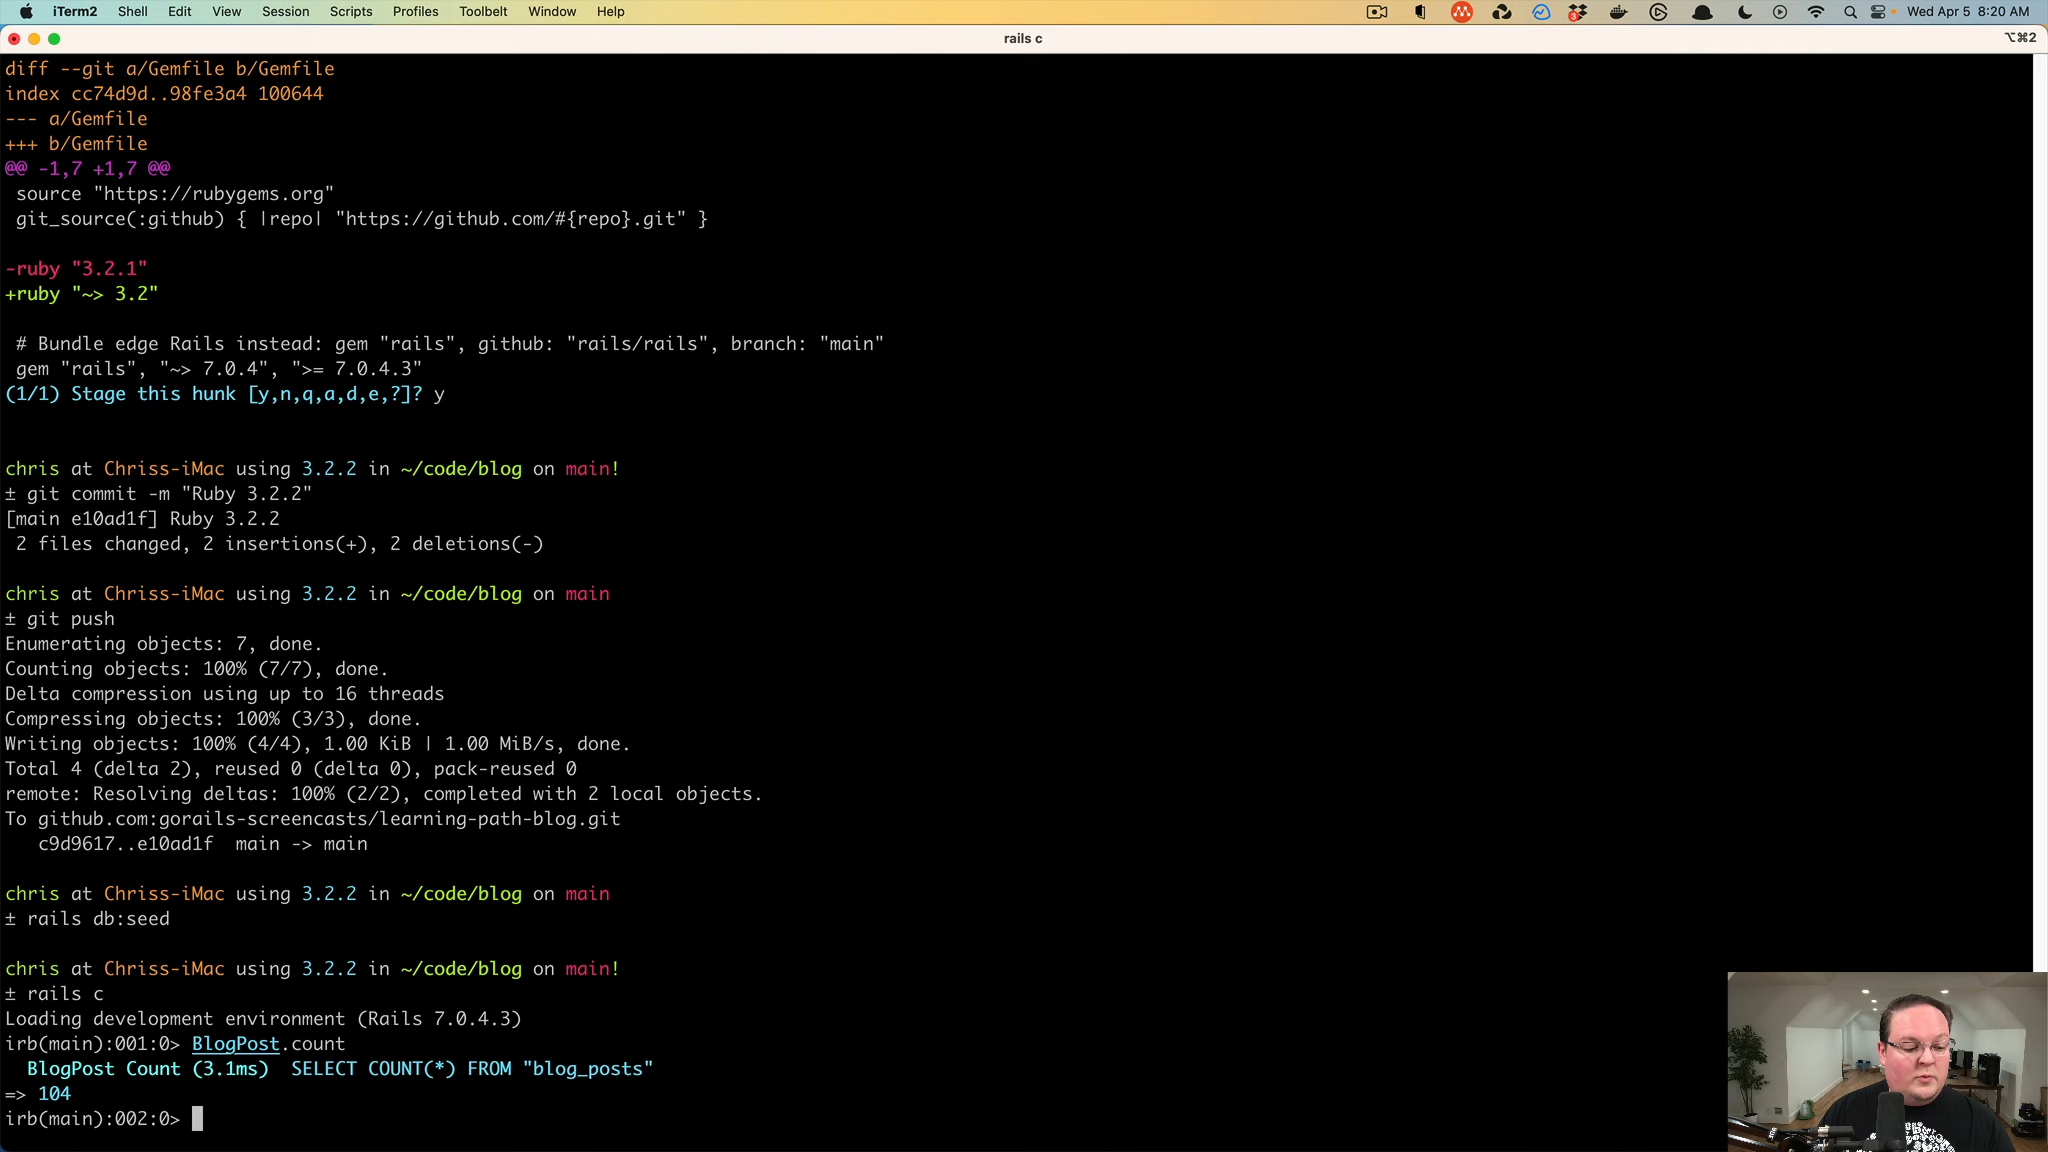 iTerm2 Shell Edit View Session Scripts Profiles Toolbelt Window Help
3
Wed Apr 5 8:20 AM
rails c
⌥⌘2
diff --git a/Gemfile b/Gemfile
index cc74d9d..98fe3a4 100644
--- a/Gemfile
+++ b/Gemfile
@@ -1,7 +1,7 @@
source "https://rubygems.org"
git_source(:github) { |repo| "https://github.com/#{repo}.git" }
-ruby "3.2.1"
+ruby "~> 3.2"
# Bundle edge Rails instead: gem "rails", github: "rails/rails", branch: "main"
gem "rails", "~> 7.0.4", ">= 7.0.4.3"
(1/1) Stage this hunk [y,n,q,a,d,e,?]? y
chris at Chriss-iMac using 3.2.2 in ~/code/blog on main!
± git commit -m "Ruby 3.2.2"
[main e10ad1f] Ruby 3.2.2
2 files changed, 2 insertions(+), 2 deletions(-)
chris at Chriss-iMac using 3.2.2 in ~/code/blog on main
± git push
Enumerating objects: 7, done.
Counting objects: 100% (7/7), done.
Delta compression using up to 16 threads
Compressing objects: 100% (3/3), done.
Writing objects: 100% (4/4), 1.00 KiB | 1.00 MiB/s, done.
Total 4 (delta 2), reused 0 (delta 0), pack-reused 0
remote: Resolving deltas: 100% (2/2), completed with 2 local objects.
To github.com:gorails-screencasts/learning-path-blog.git
c9d9617..e10ad1f  main -> main
chris at Chriss-iMac using 3.2.2 in ~/code/blog on main
± rails db:seed
chris at Chriss-iMac using 3.2.2 in ~/code/blog on main!
± rails c
Loading development environment (Rails 7.0.4.3)
irb(main):001:0> BlogPost.count
BlogPost Count (3.1ms)  SELECT COUNT(*) FROM "blog_posts"
=> 104
irb(main):002:0>